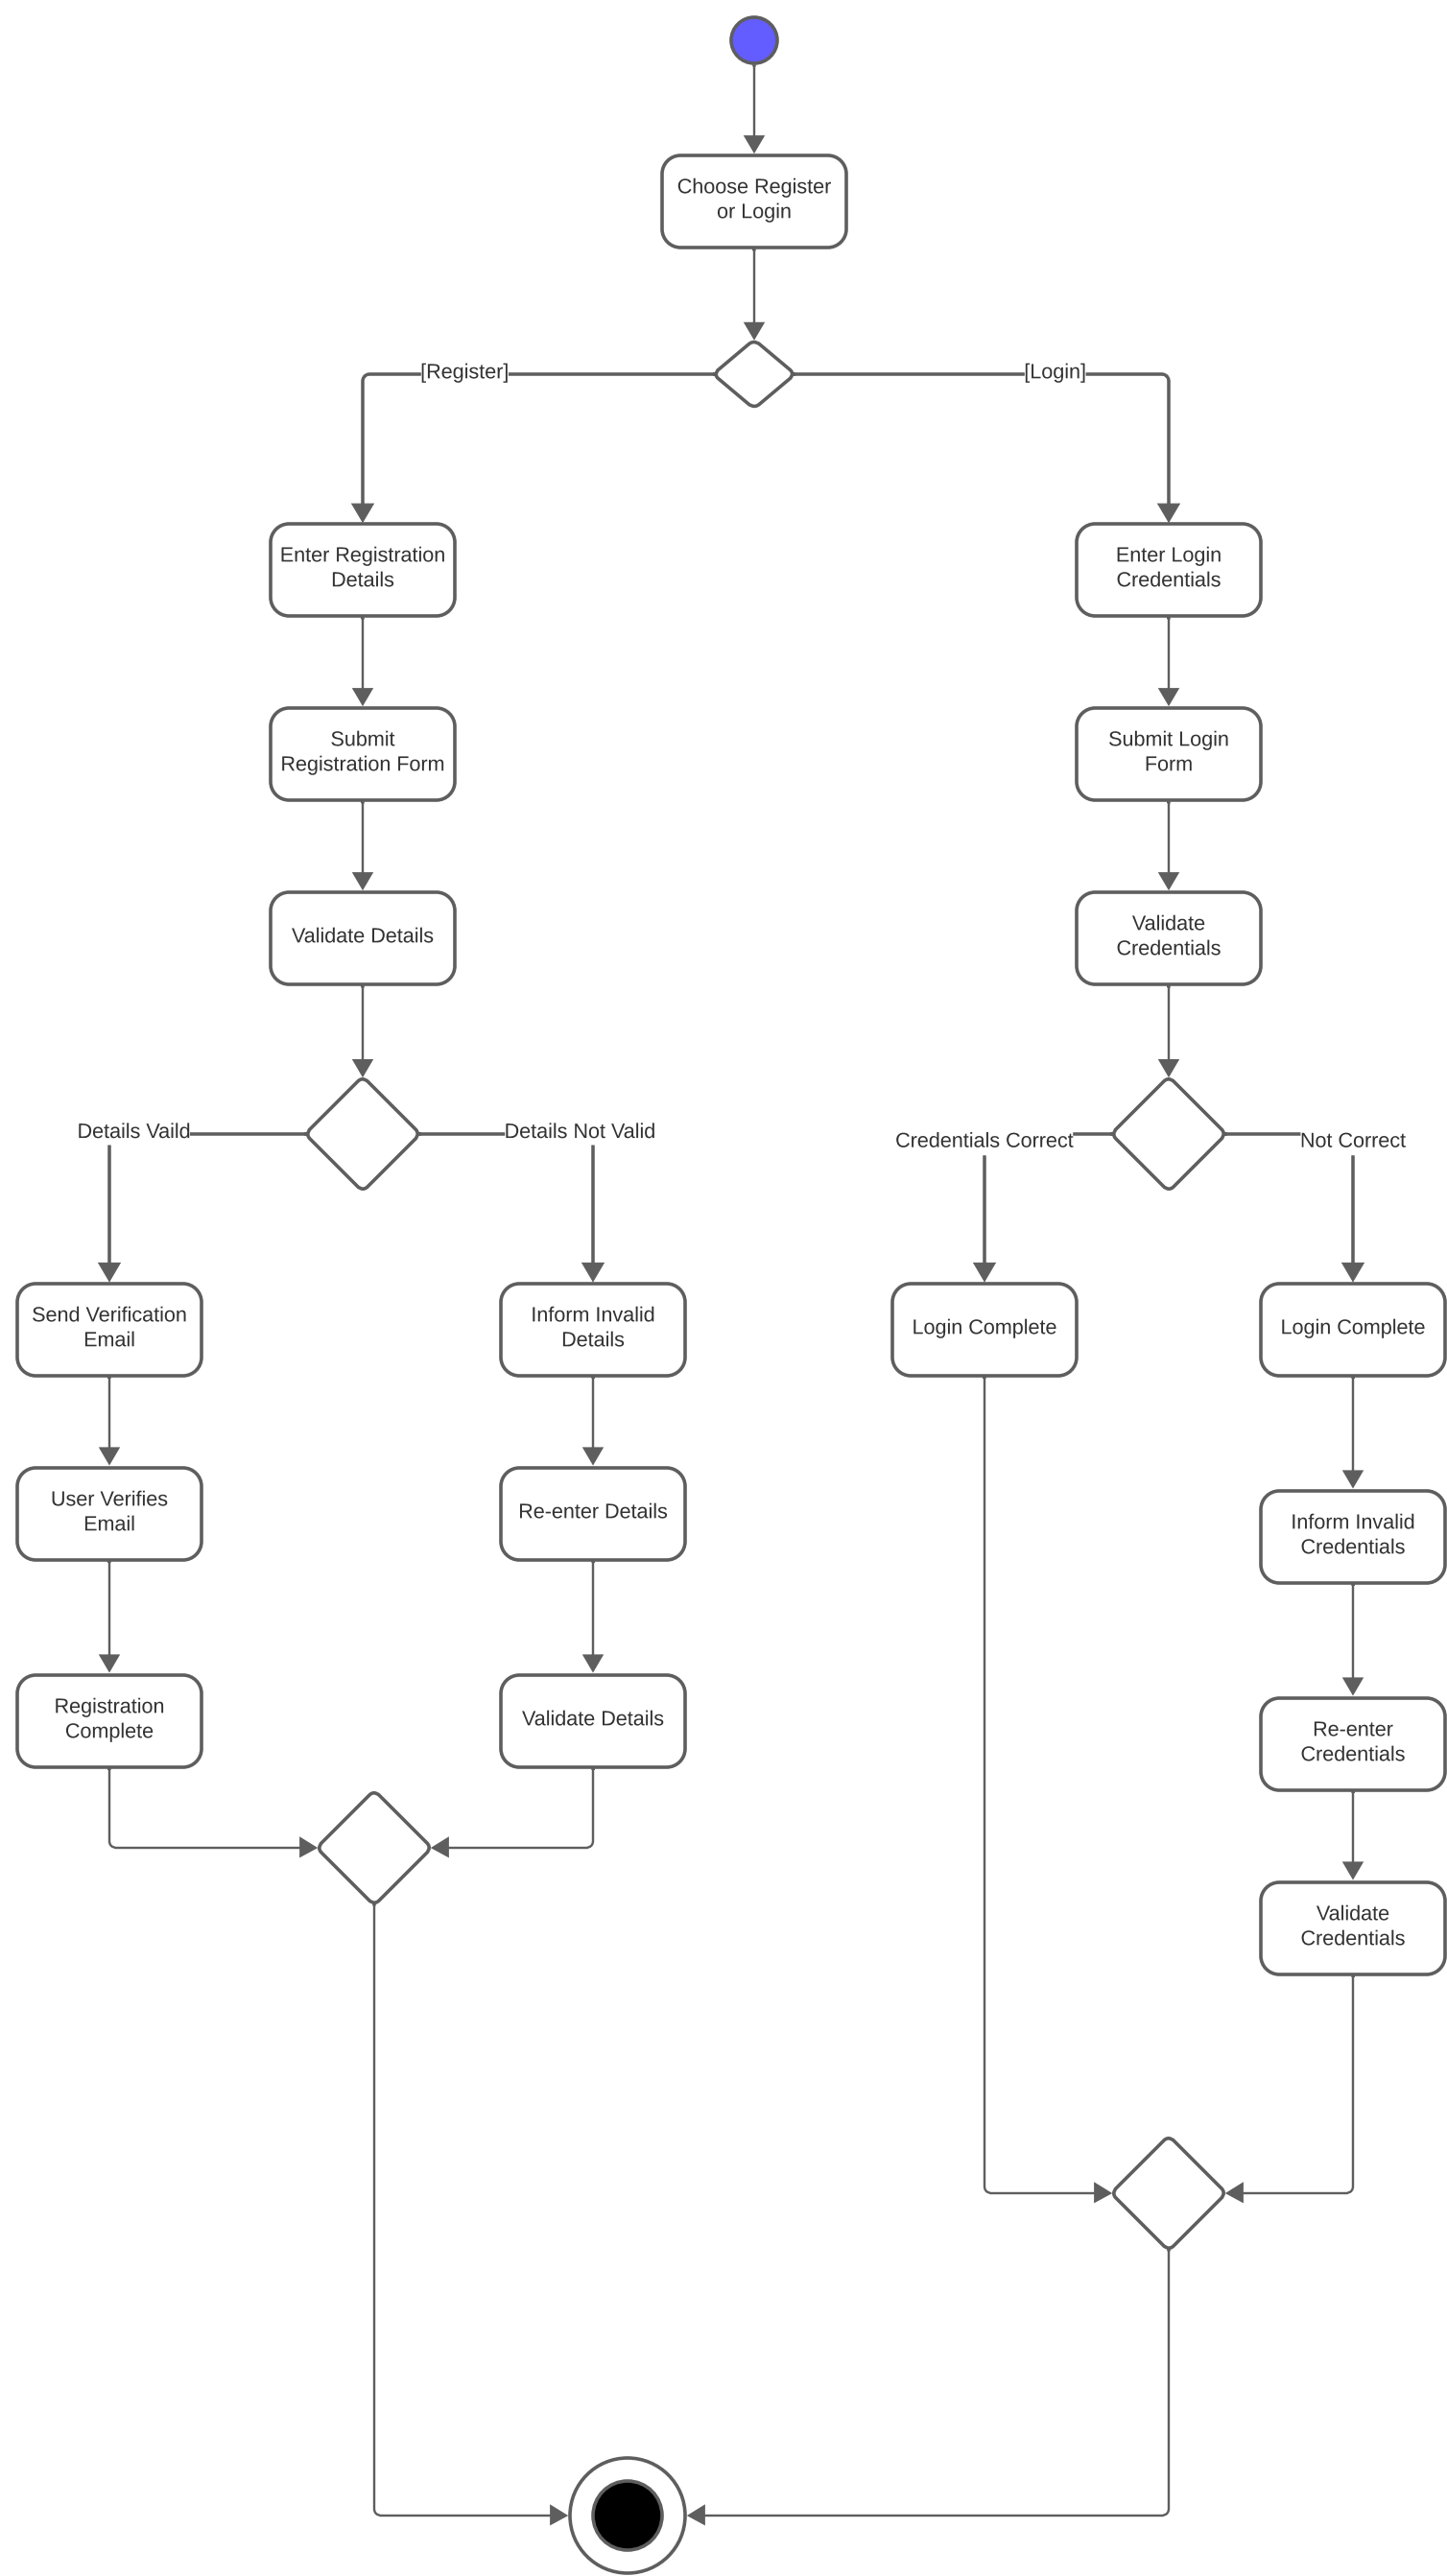 Choose Register
or Login
[Register]
[Login]
Enter Registration
Details
Enter Login
Credentials
Submit
Registration Form
Submit Login
Form
Validate Details
Validate
Credentials
Details Vaild
Details Not Valid
Credentials Correct
Not Correct
Send Verification
Email
Inform Invalid
Details
Login Complete
Login Complete
User Verifies
Email
Re-enter Details
Inform Invalid
Credentials
Registration
Complete
Validate Details
Re-enter
Credentials
Validate
Credentials